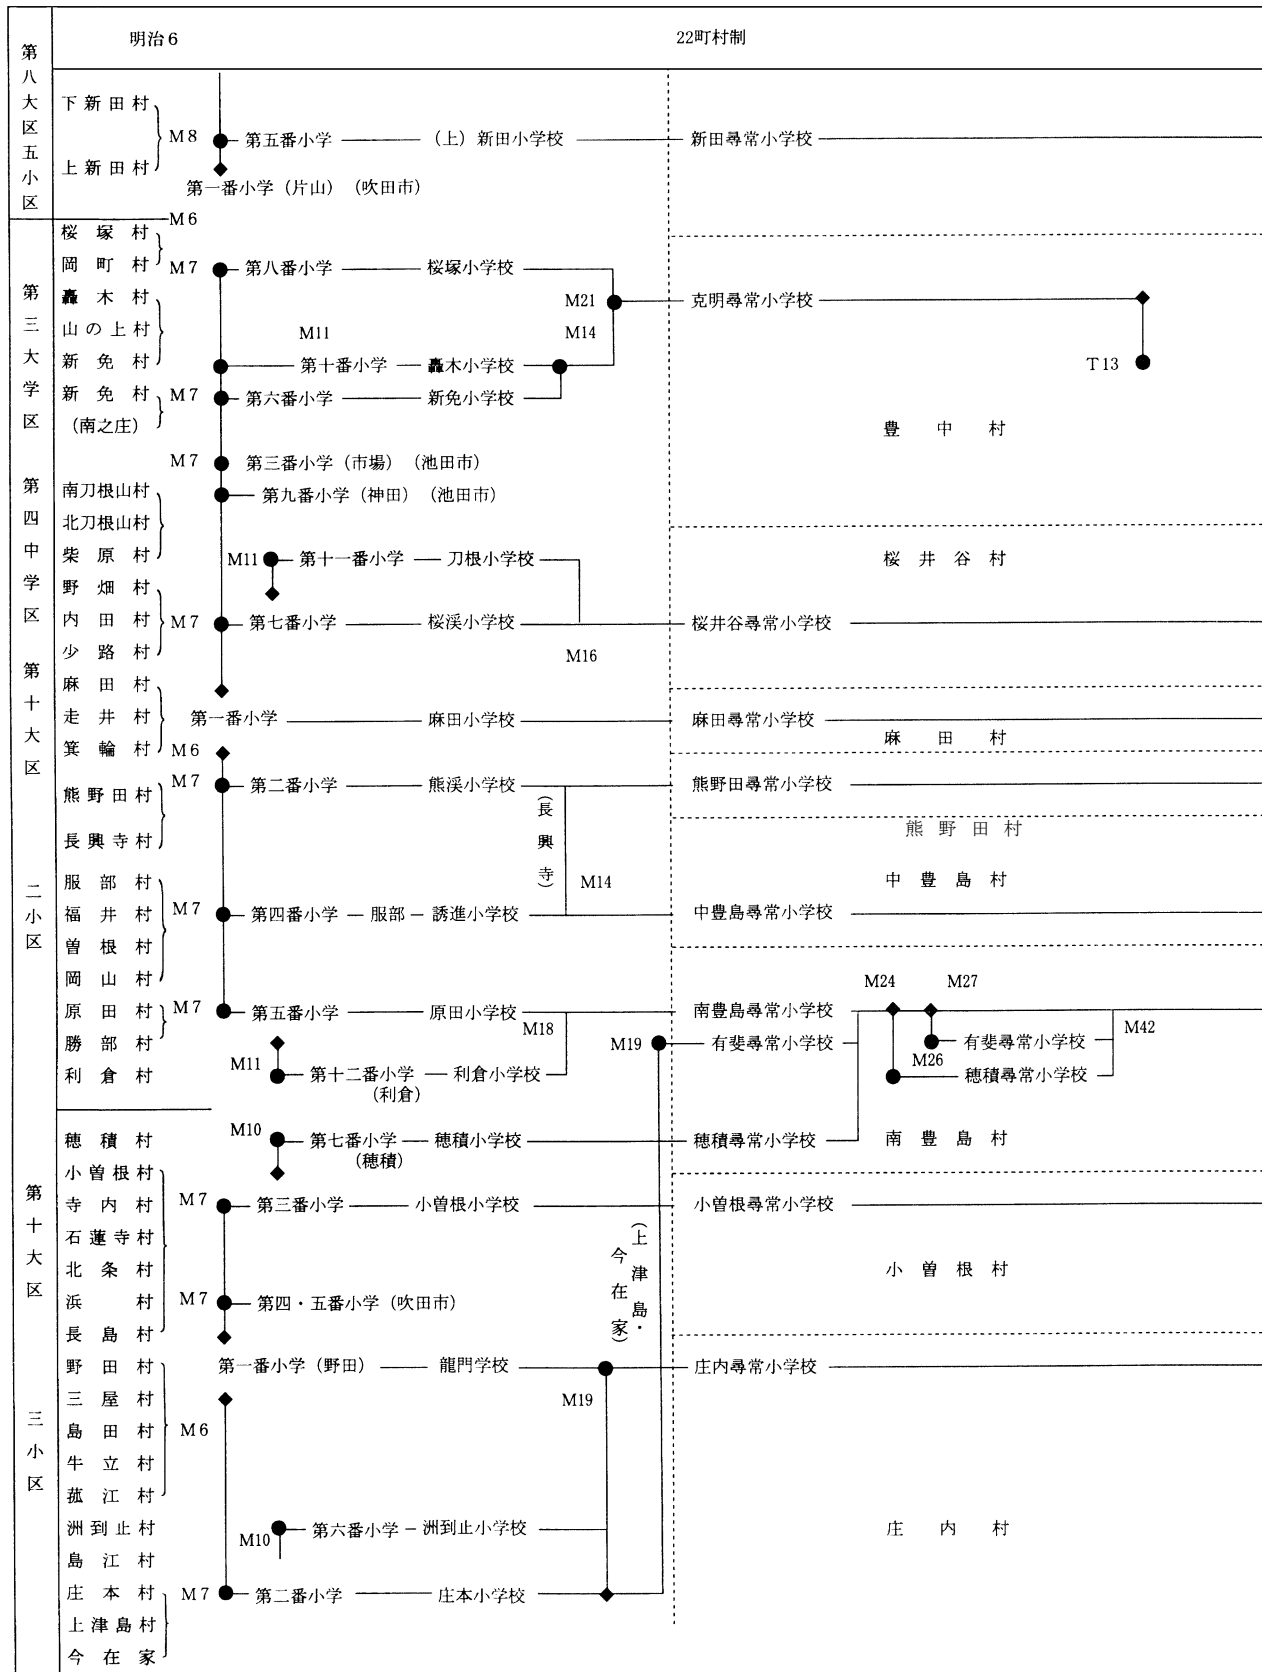 明治６ 22町村制
第八大区五小区
下新田村
M８ 第五番小学 (上)新田小学校 新田尋常小学校
上新田村
第一番小学(片山)(吹田市)
M６
第三大学区
第四中学区
第十大区
二小区
桜塚村
岡町村 M７ 第八番小学 桜塚小学校
轟木村 M21 克明尋常小学校
山の上村 M11 M14
新免村 第十番小学 轟木小学校 T13
新免村 M７ 第六番小学 新免小学校
(南之庄) 豊中村
M７ 第三番小学(市場)(池田市)
南刀根山村 第九番小学(神田)(池田市)
北刀根山村
柴原村 M11 第十一番小学 刀根小学校 桜井谷村
野畑村
内田村 M７ 第七番小学 桜渓小学校 桜井谷尋常小学校
少路村 M16
麻田村
走井村 第一番小学 麻田小学校 麻田尋常小学校
箕輪村 M６ 麻田村
M７ 第二番小学 熊渓小学校 熊野田尋常小学校
熊野田村 (長興寺)
長興寺村 熊野田村
服部村 M14 中豊島村
福井村 M７ 第四番小学 服部 誘進小学校 中豊島尋常小学校
曽根村
岡山村 M24 M27
原田村 M７ 第五番小学 原田小学校 南豊島尋常小学校
M18 M42
勝部村 M19 有斐尋常小学校 有斐尋常小学校
M11 M26
利倉村 第十二番小学 利倉小学校 穂積尋常小学校
(利倉)
第十大区
三小区
穂積村 M10 第七番小学 穂積小学校 穂積尋常小学校 南豊島村
(穂積)
小曽根村
寺内村 M７ 第三番小学 小曽根小学校 小曽根尋常小学校
石蓮寺村 (上津島・今在家)
北条村 小曽根村
浜村 M７ 第四・五番小学(吹田市)
長島村
野田村 第一番小学(野田) 龍門学校 庄内尋常小学校
三屋村 M19
島田村 M６
牛立村
菰江村
洲到止村 M10 第六番小学 洲到止小学校 庄内村
島江村
庄本村 M７ 第二番小学 庄本小学校
上津島村
今在家